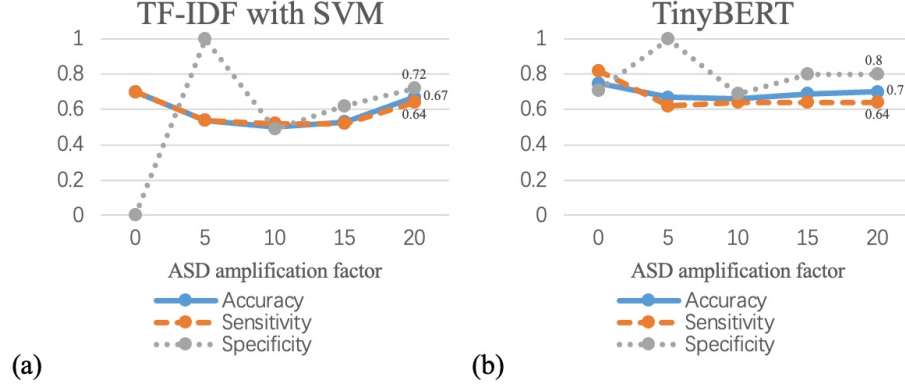 TF-IDF with SVM
1
0.8
0.6
0.4
0.2
0
0.72
0.67
0.64
0 5 10 15 20
ASD amplification factor
Accuracy
Sensitivity
Specificity
(a)
TinyBERT
1
0.8
0.6
0.4
0.2
0
0.8
0.7
0.64
0 5 10 15 20
ASD amplification factor
Accuracy
Sensitivity
Specificity
(b)